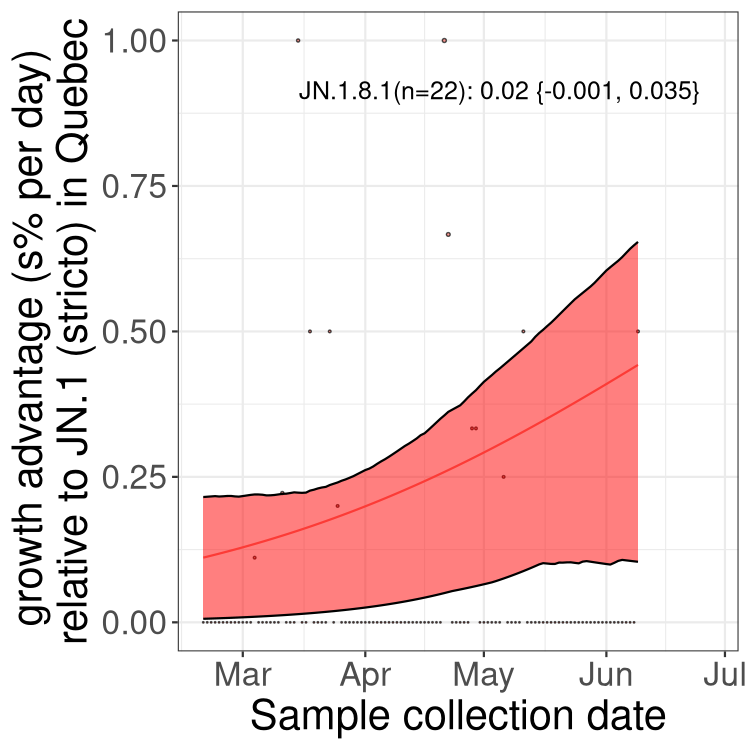 growth advantage (s% per day)
relative to JN.1 (stricto) in Quebec
1.00
0.75
0.50
0.25
0.00
JN.1.8.1(n=22): 0.02 {-0.001, 0.035}
Mar Apr May Jun Jul
Sample collection date